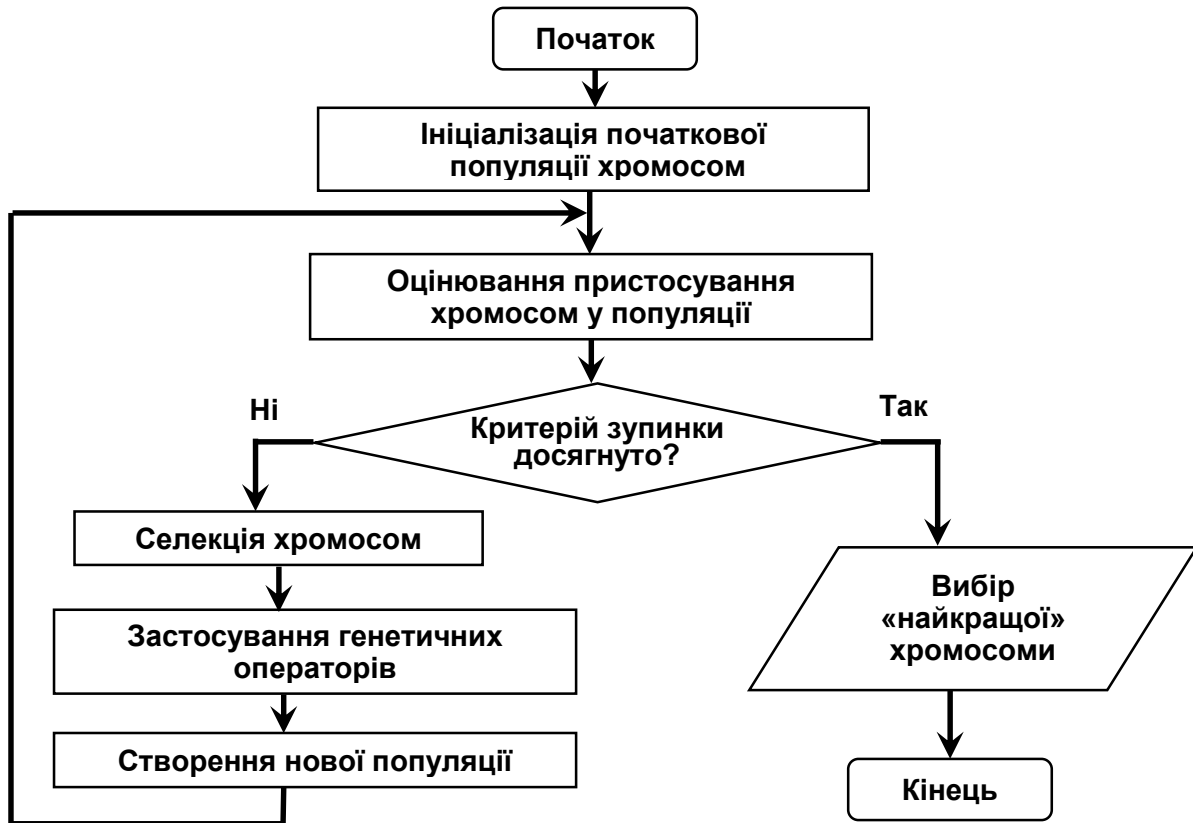 Початок
Ініціалізація початкової
популяції хромосом
Оцінювання пристосування
хромосом у популяції
Ні
Так
Критерій зупинки
досягнуто?
Селекція хромосом
Застосування генетичних
операторів
Створення нової популяції
Вибір
«найкращої»
хромосоми
Кінець